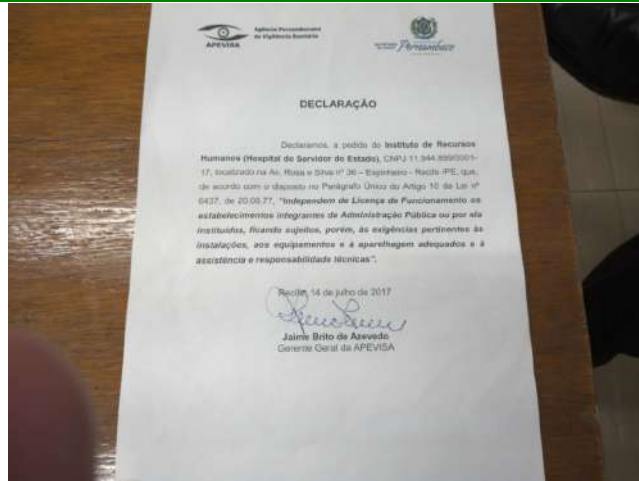 Agência Pernambucana
de Vigilância Sanitária
APEVISA
Pernambuco
DECLARAÇÃO
Declaramos, a pedido do Instituto de Recursos
Humanos (Hospital do Servidor do Estado), CNPJ 11.944.899/0001-
17, localizado na Av. Rosa e Silva nº 36 – Espinheiro - Recife /PE, que,
de acordo com o disposto no Parágrafo Único do Artigo 10 da Lei nº
6437, de 20.08.77, "Independem de Licença de Funcionamento os
estabelecimentos integrantes de Administração Pública ou por ela
instituídos, ficando sujeitos, porém, às exigências pertinentes às
instalações, aos equipamentos e à aparelhagem adequados e à
assistência e responsabilidade técnicas".
Recife, 14 de julho de 2017
Jaime Brito de Azevedo
Gerente Geral da APEVISA